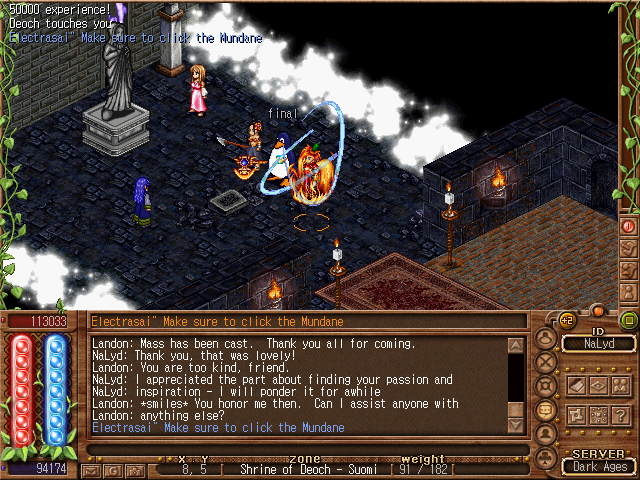 50000 experience!
Deoch touches you
Electrasai" Make sure to click the Mundane
final
113033
Electrasai" Make sure to click the Mundane
+2
ID
NaLyd
Landon: Mass has been cast.  Thank you all for coming.
NaLyd: Thank you, that was lovely!
Landon: You are too kind, friend.
NaLyd: I appreciated the part about finding your passion and
NaLyd: inspiration - I will ponder it for awhile
Landon: *smiles* You honor me then.  Can I assist anyone with
Landon: anything else?
Electrasai" Make sure to click the Mundane
x y zone weight
94174
8, 5 [ Shrine of Deoch - Suomi [ 91 / 182[
SERVER
Dark Ages